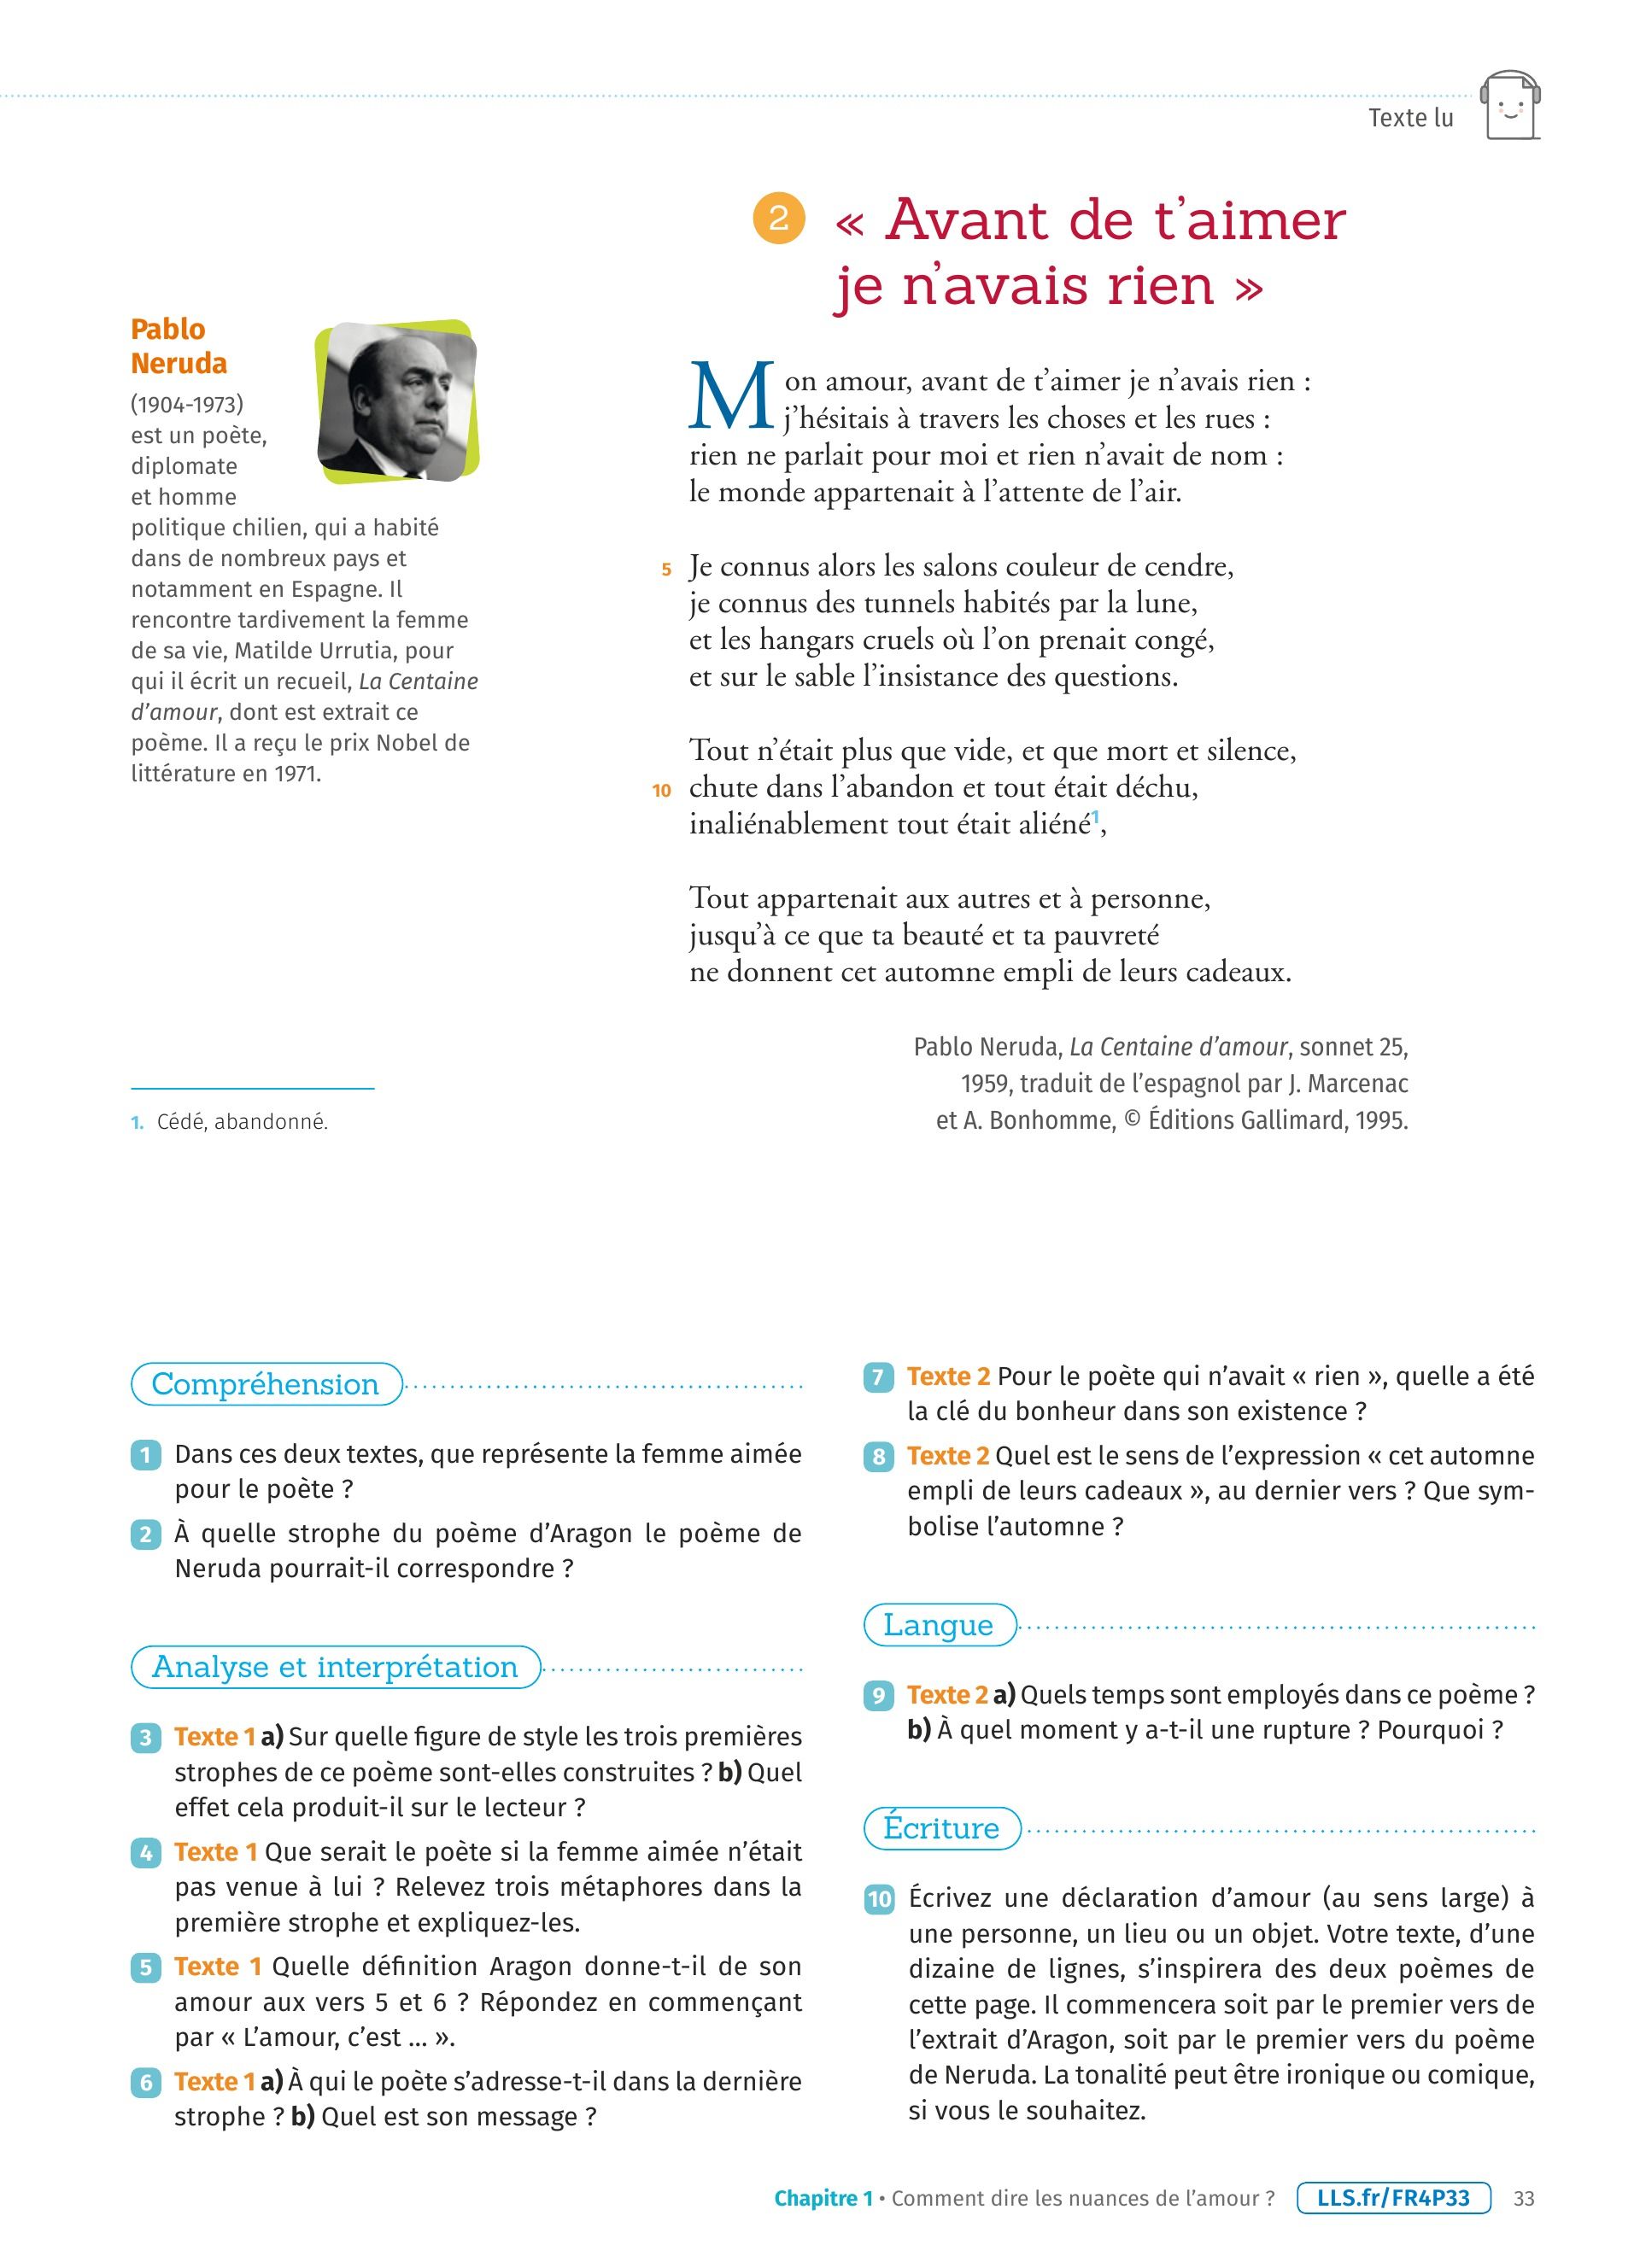 Texte lu
2 « Avant de t’aimer
je n’avais rien »
Pablo
Neruda
(1904-1973)
est un poète,
diplomate
et homme
politique chilien, qui a habité
dans de nombreux pays et
notamment en Espagne. Il
rencontre tardivement la femme
de sa vie, Matilde Urrutia, pour
qui il écrit un recueil, La Centaine
d’amour, dont est extrait ce
poème. Il a reçu le prix Nobel de
littérature en 1971.
Mon amour, avant de t’aimer je n’avais rien :
j’hésitais à travers les choses et les rues :
rien ne parlait pour moi et rien n’avait de nom :
le monde appartenait à l’attente de l’air.
5 Je connus alors les salons couleur de cendre,
je connus des tunnels habités par la lune,
et les hangars cruels où l’on prenait congé,
et sur le sable l’insistance des questions.
Tout n’était plus que vide, et que mort et silence,
10 chute dans l’abandon et tout était déchu,
inaliénablement tout était aliéné1,
Tout appartenait aux autres et à personne,
jusqu’à ce que ta beauté et ta pauvreté
ne donnent cet automne empli de leurs cadeaux.
Pablo Neruda, La Centaine d’amour, sonnet 25,
1959, traduit de l’espagnol par J. Marcenac
et A. Bonhomme, © Éditions Gallimard, 1995.
1. Cédé, abandonné.
Compréhension
1 Dans ces deux textes, que représente la femme aimée
pour le poète ?
2 À quelle strophe du poème d’Aragon le poème de
Neruda pourrait-il correspondre ?
Analyse et interprétation
3 Texte 1 a) Sur quelle figure de style les trois premières
strophes de ce poème sont-elles construites ? b) Quel
effet cela produit-il sur le lecteur ?
4 Texte 1 Que serait le poète si la femme aimée n’était
pas venue à lui ? Relevez trois métaphores dans la
première strophe et expliquez-les.
5 Texte 1 Quelle définition Aragon donne-t-il de son
amour aux vers 5 et 6 ? Répondez en commençant
par « L’amour, c’est ... ».
6 Texte 1 a) À qui le poète s’adresse-t-il dans la dernière
strophe ? b) Quel est son message ?
7 Texte 2 Pour le poète qui n’avait « rien », quelle a été
la clé du bonheur dans son existence ?
8 Texte 2 Quel est le sens de l’expression « cet automne
empli de leurs cadeaux », au dernier vers ? Que sym-
bolise l’automne ?
Langue
9 Texte 2 a) Quels temps sont employés dans ce poème ?
b) À quel moment y a-t-il une rupture ? Pourquoi ?
Écriture
10 Écrivez une déclaration d’amour (au sens large) à
une personne, un lieu ou un objet. Votre texte, d’une
dizaine de lignes, s’inspirera des deux poèmes de
cette page. Il commencera soit par le premier vers de
l’extrait d’Aragon, soit par le premier vers du poème
de Neruda. La tonalité peut être ironique ou comique,
si vous le souhaitez.
Chapitre 1 • Comment dire les nuances de l’amour ? LLS.fr/FR4P33 33